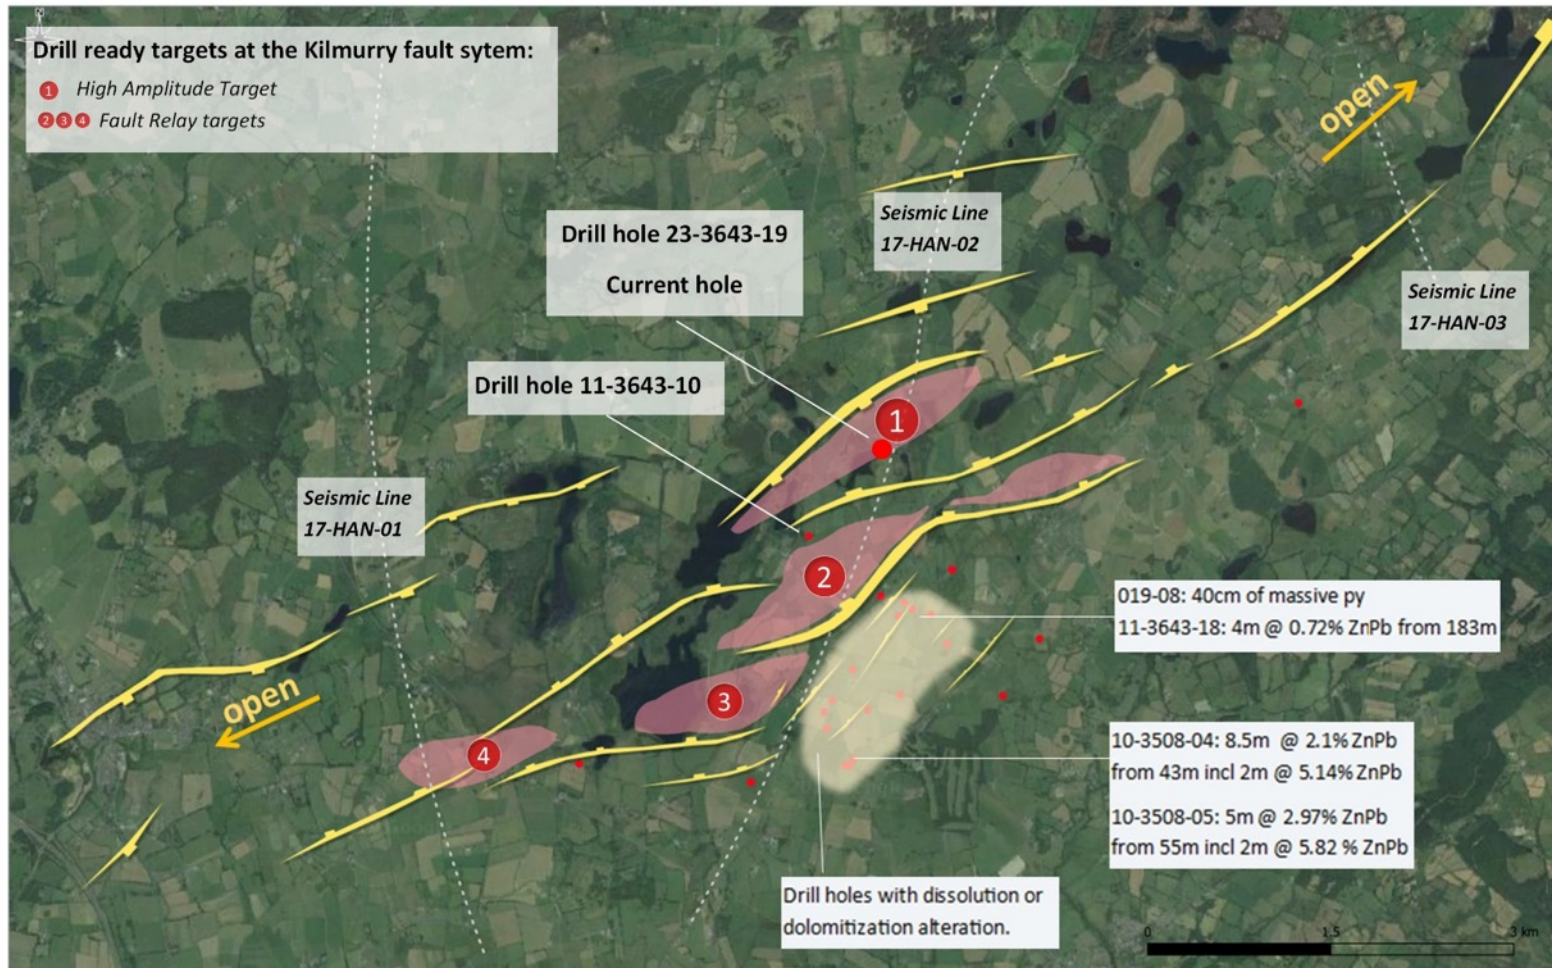 N
Drill ready targets at the Kilmurry fault sytem:
1 High Amplitude Target
2 3 4 Fault Relay targets
open
Seismic Line
17-HAN-02
Drill hole 23-3643-19
Current hole
Seismic Line
17-HAN-03
Drill hole 11-3643-10
1
Seismic Line
17-HAN-01
2
019-08: 40cm of massive py
11-3643-18: 4m @ 0.72% ZnPb from 183m
open
3
4
10-3508-04: 8.5m @ 2.1% ZnPb
from 43m incl 2m @ 5.14% ZnPb
10-3508-05: 5m @ 2.97% ZnPb
from 55m incl 2m @ 5.82 % ZnPb
Drill holes with dissolution or
dolomitization alteration.
0 1.5 3 km